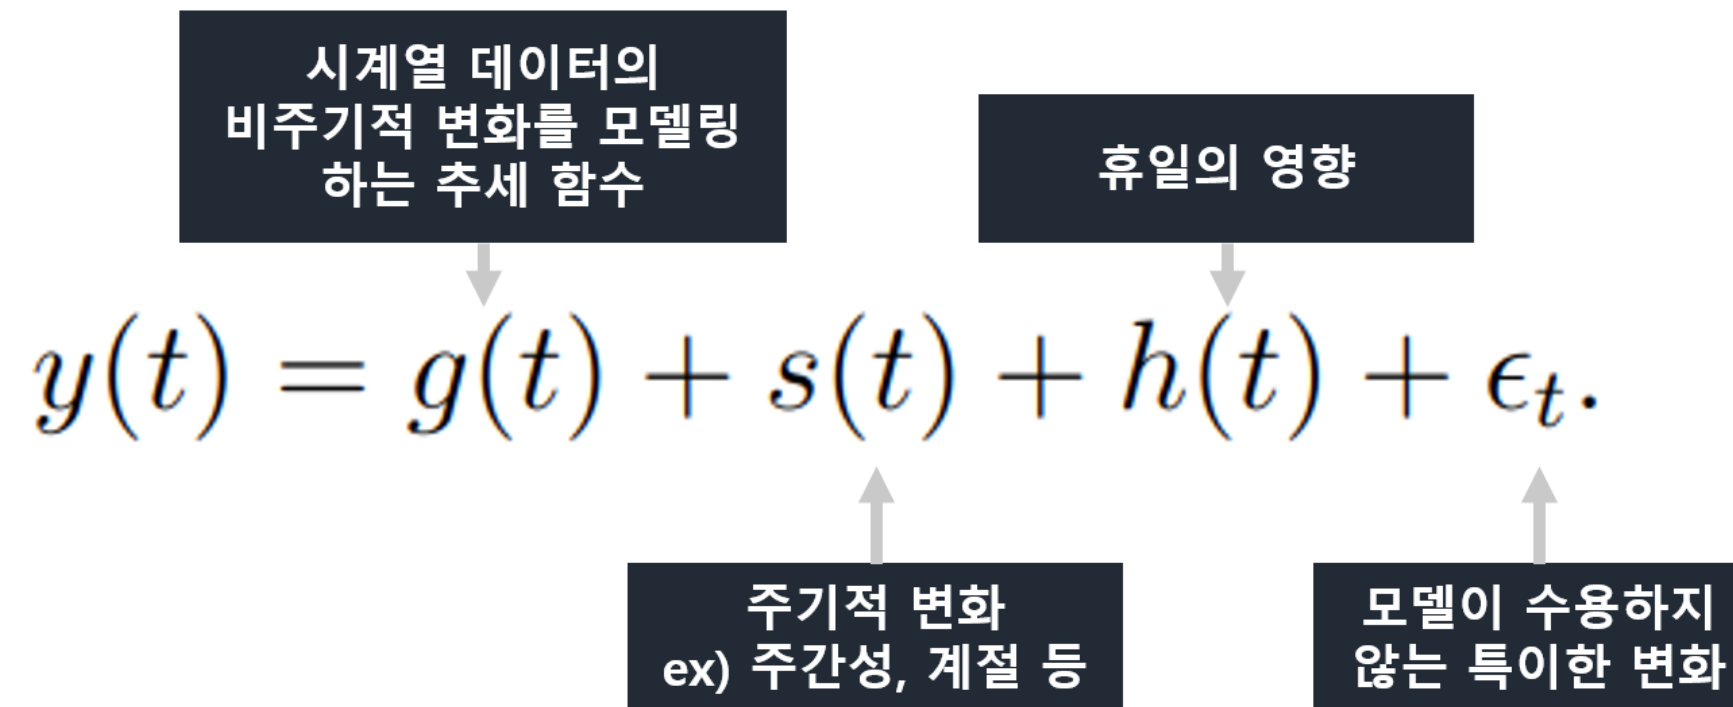 시계열 데이터의
비주기적 변화를 모델링
하는 추세 함수
휴일의 영향
y(t) = g(t) + s(t) + h(t) + ϵₜ.
주기적 변화
ex) 주간성, 계절 등
모델이 수용하지
않는 특이한 변화